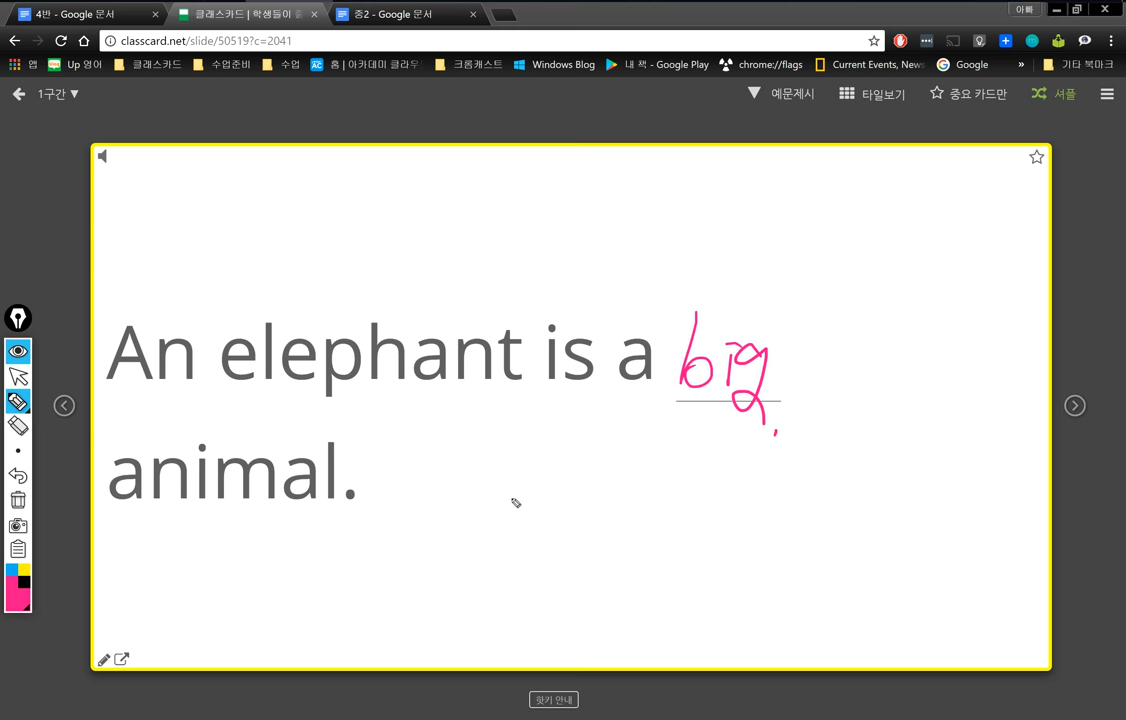 4반 - Google 문서
클래스카드 | 학생들이 줄
중2 - Google 문서
아빠
classcard.net/slide/50519?c=2041
앱 Up 영어 클래스카드 수업준비 수업 홈 | 아카데미 클라우 크롬캐스트 Windows Blog 내 책 - Google Play chrome://flags Current Events, News Google » 기타 북마크
1구간 ▼
▼ 예문제시 타일보기 중요 카드만 셔플
An elephant is a big
animal.
핫키 안내